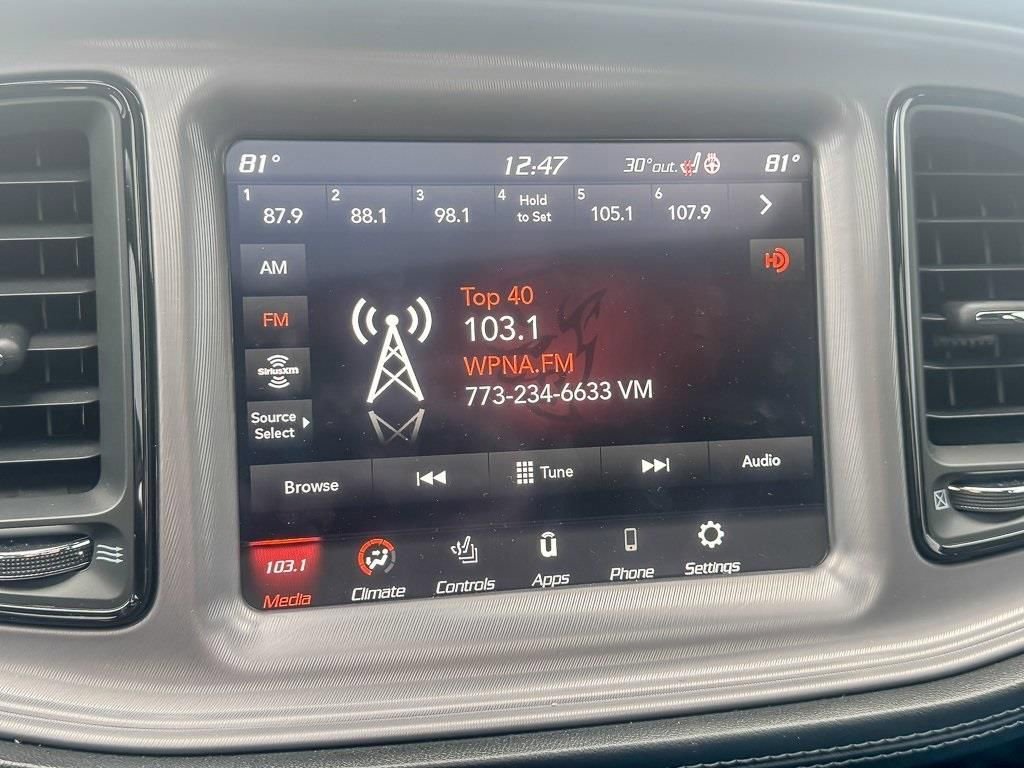 81° 12:47 30°out. 81°
1 87.9 2 88.1 3 98.1 4 Hold to Set 5 105.1 6 107.9
AM
HD
Top 40
FM
103.1
WPNA.FM
SiriusXM
773-234-6633 VM
Source
Select
Browse Tune Audio
103.1
Media Climate Controls Apps Phone Settings